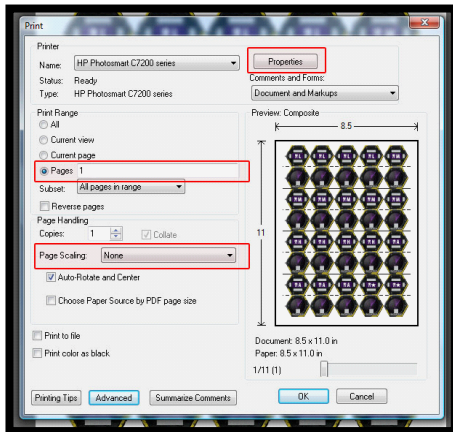 Print
Printer
Name: HP Photosmart C7200 series
Properties
Status: Ready
Comments and Forms:
Type: HP Photosmart C7200 series
Document and Markups
Print Range
All
Current view
Current page
Pages 1
Subset: All pages in range
Reverse pages
Page Handling
Copies: 1 Collate
Page Scaling: None
Auto-Rotate and Center
Choose Paper Source by PDF page size
Print to file
Print color as black
Preview: Composite
8.5
11
Document: 8.5 x 11.0 in
Paper: 8.5 x 11.0 in
1/11 (1)
Printing Tips Advanced Summarize Comments OK Cancel